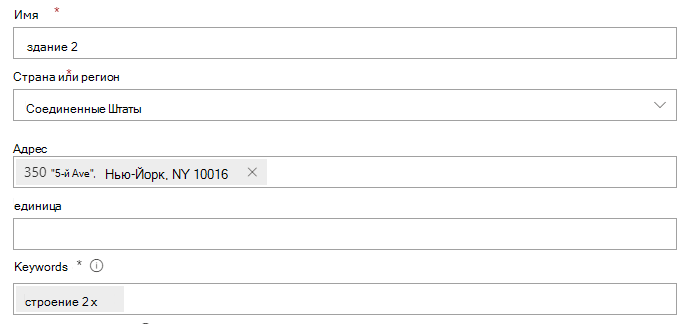 Имя *
здание 2
Страна или регион *
Соединенные Штаты
Адрес
350 "5-й Ave", Нью-Йорк, NY 10016
единица
Keywords *
строение 2 x